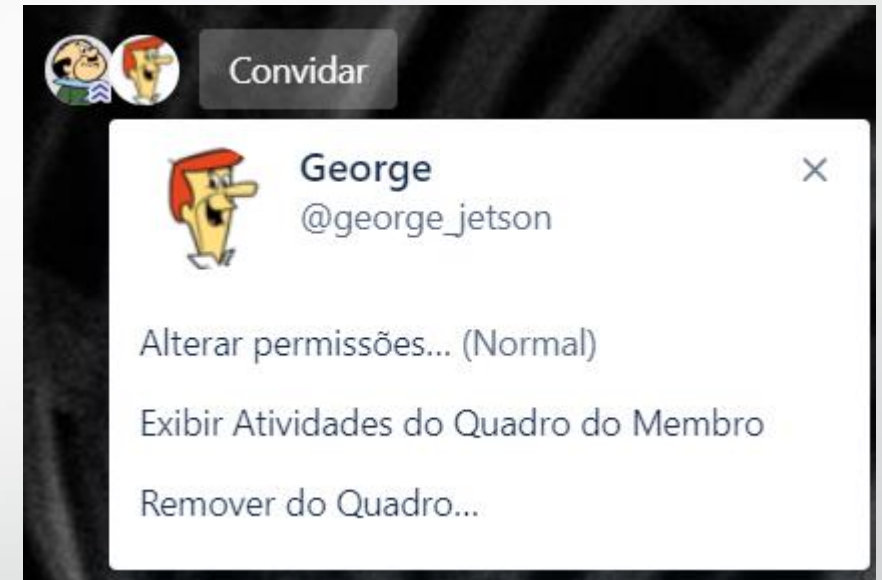 Convidar
George
@george_jetson
Alterar permissões... (Normal)
Exibir Atividades do Quadro do Membro
Remover do Quadro...